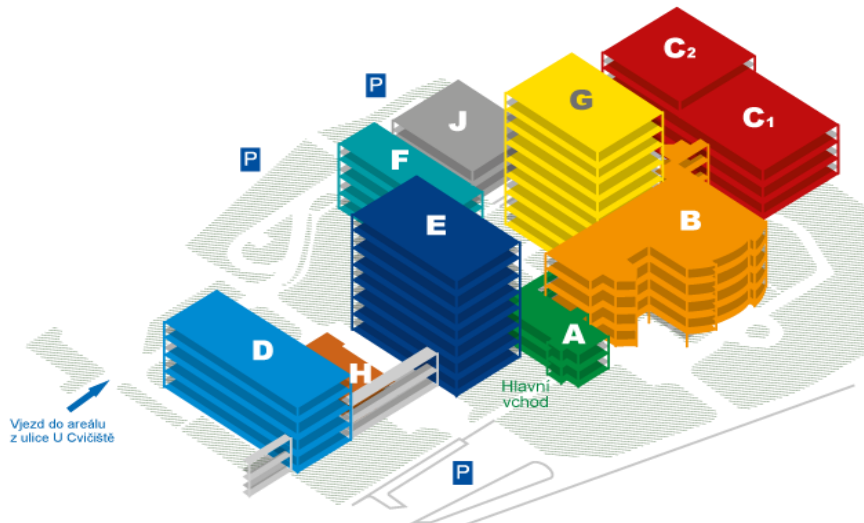 C2
P
J
G
C1
P
F
E
B
D
H
A
Hlavní
vchod
Vjezd do areálu
z ulice U Cvičiště
P